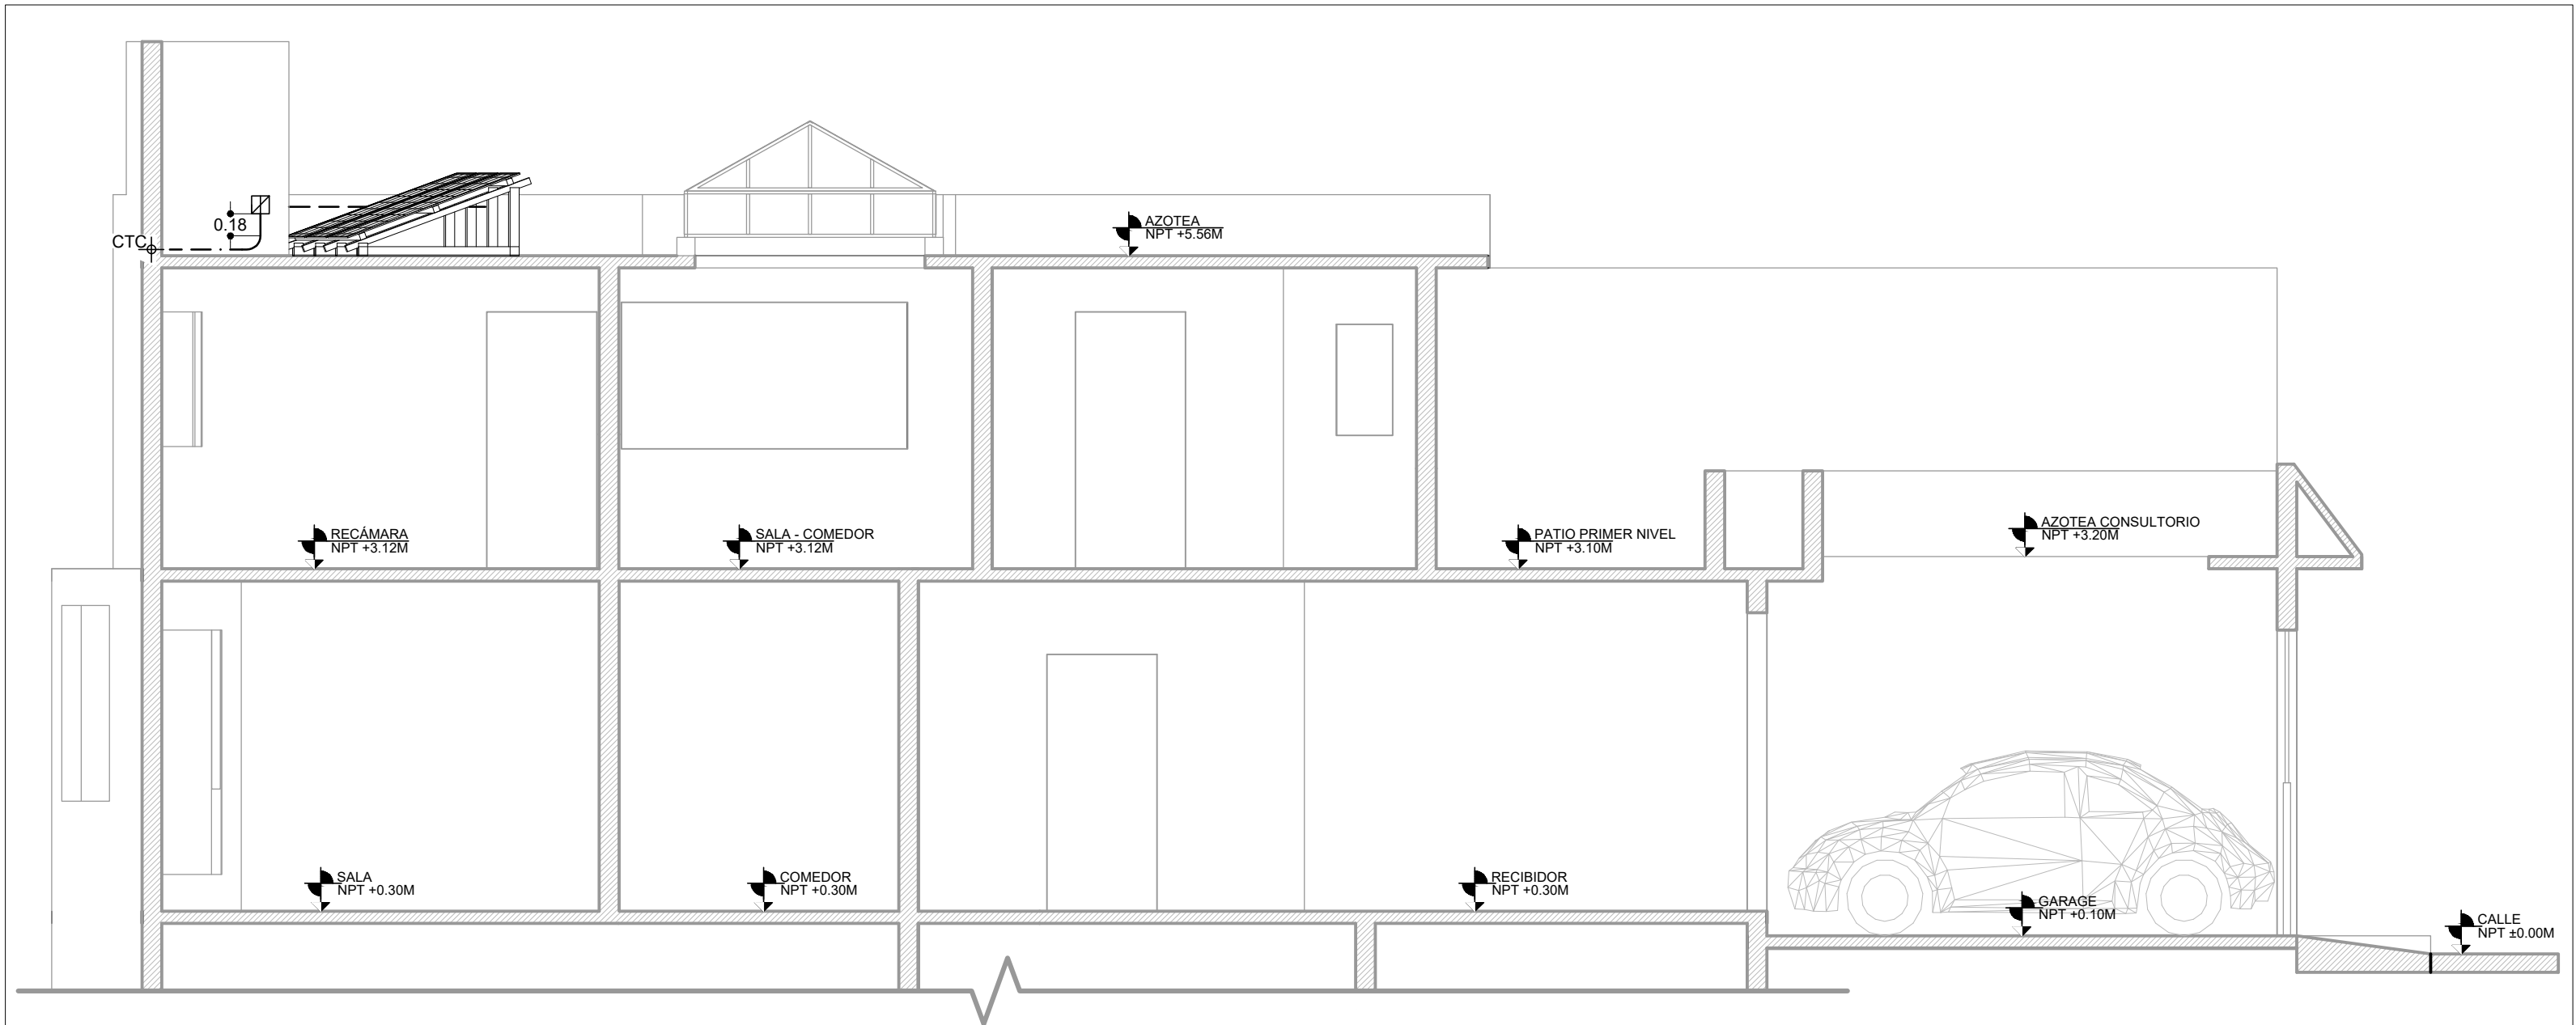 AZOTEA
NPT +5.56M
0.18
CTC
RECÁMARA
NPT +3.12M
SALA - COMEDOR
NPT +3.12M
PATIO PRIMER NIVEL
NPT +3.10M
AZOTEA CONSULTORIO
NPT +3.20M
SALA
NPT +0.30M
COMEDOR
NPT +0.30M
RECIBIDOR
NPT +0.30M
GARAGE
NPT +0.10M
CALLE
NPT ±0.00M